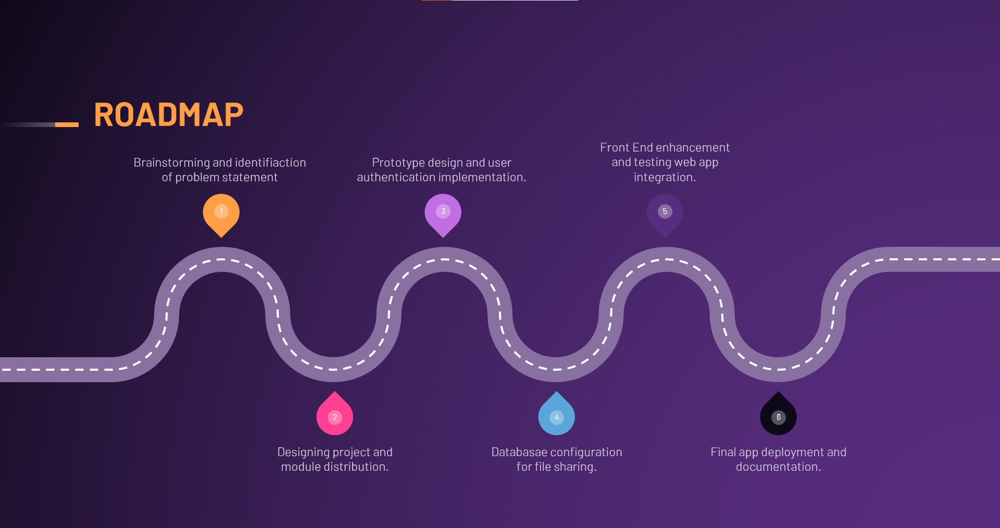 ROADMAP
Brainstorming and identifiaction
of problem statement
1
Designing project and
module distribution.
2
Prototype design and user
authentication implementation.
3
Databasae configuration
for file sharing.
4
Front End enhancement
and testing web app
integration.
5
Final app deployment and
documentation.
6